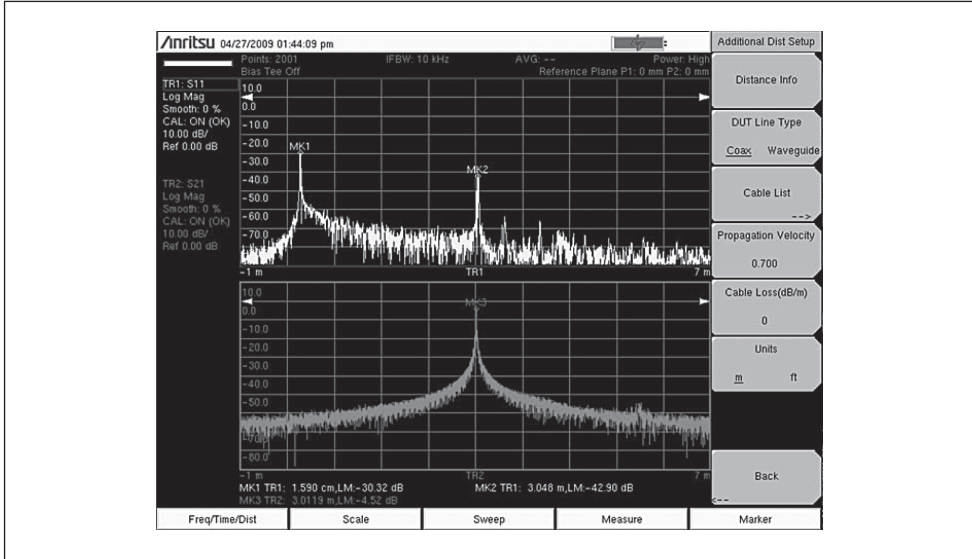 /Inritsu 04/27/2009 01:44:09 pm
Points: 2001 IFBW: 10 kHz AVG: -- Power: High
Bias Tee Off Reference Plane P1: 0 mm P2: 0 mm
TR1: S11
Log Mag
Smooth: 0 %
CAL: ON (OK)
10.00 dB/
Ref 0.00 dB
TR2: S21
Log Mag
Smooth: 0 %
CAL: ON (OK)
10.00 dB/
Ref 0.00 dB
10.0
0.0
-10.0
-20.0
-30.0
-40.0
-50.0
-60.0
-70.0
MK1
MK2
-1 m TR1 7 m
10.0
0.0
-10.0
-20.0
-30.0
-40.0
-50.0
-60.0
-70.0
-80.0
MK3
-1 m TR2 7 m
MK1 TR1: 1.590 cm,LM:-30.32 dB MK2 TR1: 3.048 m,LM:-42.90 dB
MK3 TR2: 3.0119 m,LM:-4.52 dB
Additional Dist Setup
Distance Info
DUT Line Type
Coax Waveguide
Cable List
-->
Propagation Velocity
0.700
Cable Loss(dB/m)
0
Units
m ft
Back
<--
Freq/Time/Dist Scale Sweep Measure Marker